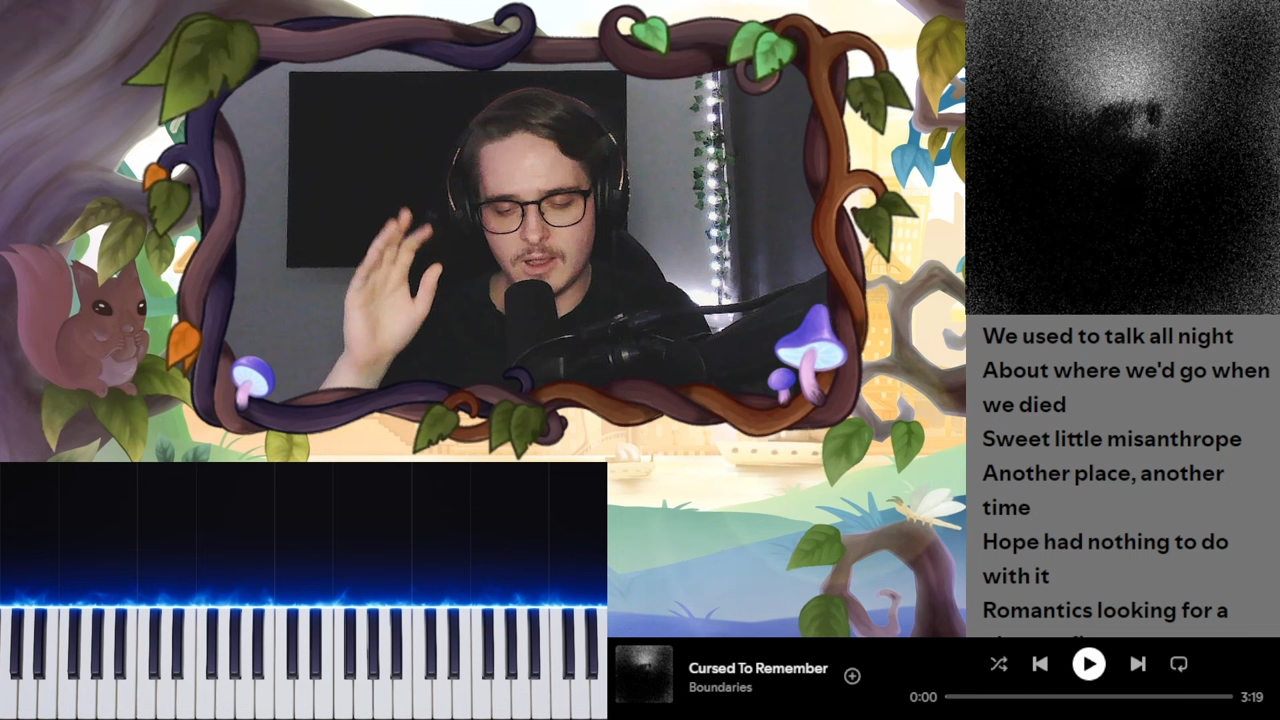 We used to talk all night
About where we'd go when
we died
Sweet little misanthrope
Another place, another
time
Hope had nothing to do
with it
Romantics looking for a
Cursed To Remember
Boundaries
0:00
3:19